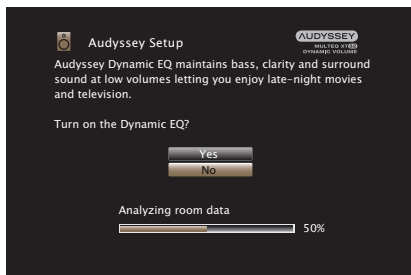 Audyssey Setup
AUDYSSEY
MULTEQ XT32
DYNAMIC VOLUME
Audyssey Dynamic EQ maintains bass, clarity and surround
sound at low volumes letting you enjoy late-night movies
and television.
Turn on the Dynamic EQ?
Yes
No
Analyzing room data
50%